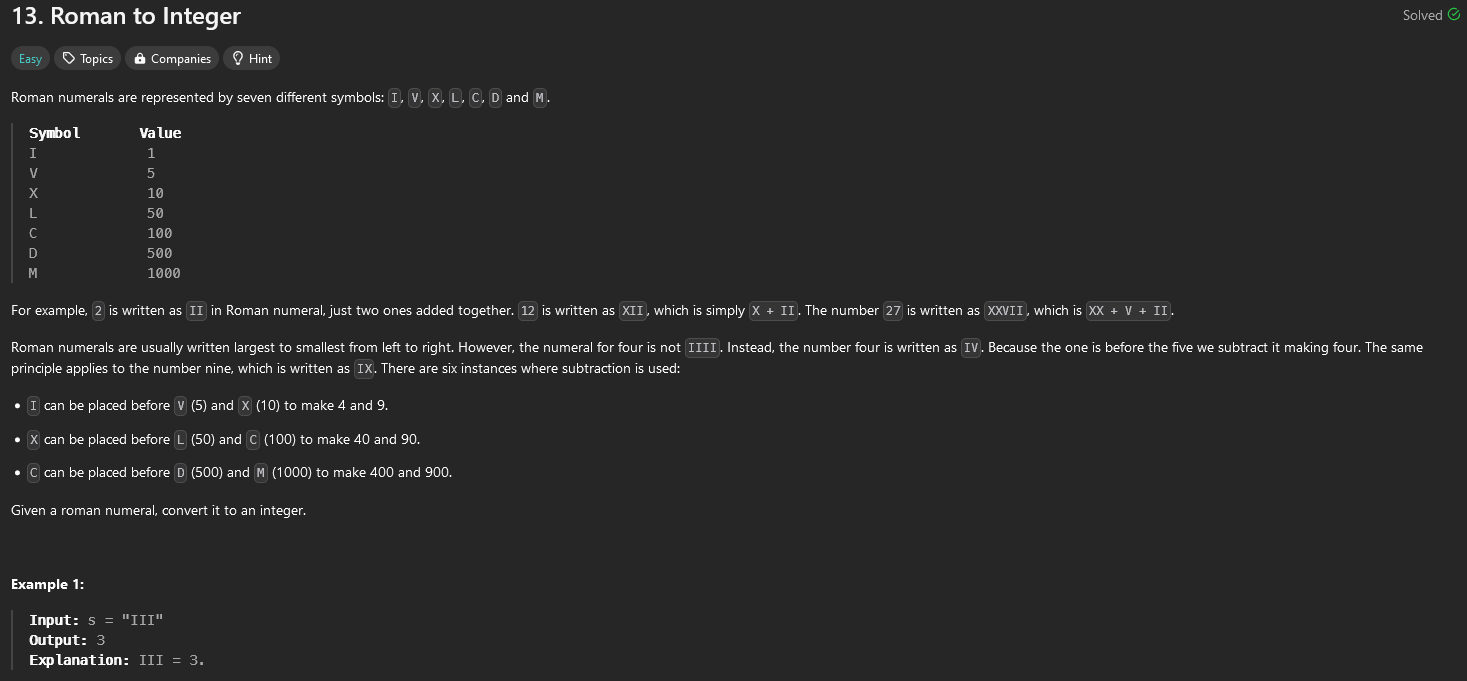 13. Roman to Integer
Solved
Easy Topics Companies Hint
Roman numerals are represented by seven different symbols: I, V, X, L, C, D and M.
Symbol Value
I 1
V 5
X 10
L 50
C 100
D 500
M 1000
For example, 2 is written as II in Roman numeral, just two ones added together. 12 is written as XII, which is simply X + II. The number 27 is written as XXVII, which is XX + V + II.
Roman numerals are usually written largest to smallest from left to right. However, the numeral for four is not IIII. Instead, the number four is written as IV. Because the one is before the five we subtract it making four. The same
principle applies to the number nine, which is written as IX. There are six instances where subtraction is used:
• I can be placed before V (5) and X (10) to make 4 and 9.
• X can be placed before L (50) and C (100) to make 40 and 90.
• C can be placed before D (500) and M (1000) to make 400 and 900.
Given a roman numeral, convert it to an integer.
Example 1:
Input: s = "III"
Output: 3
Explanation: III = 3.